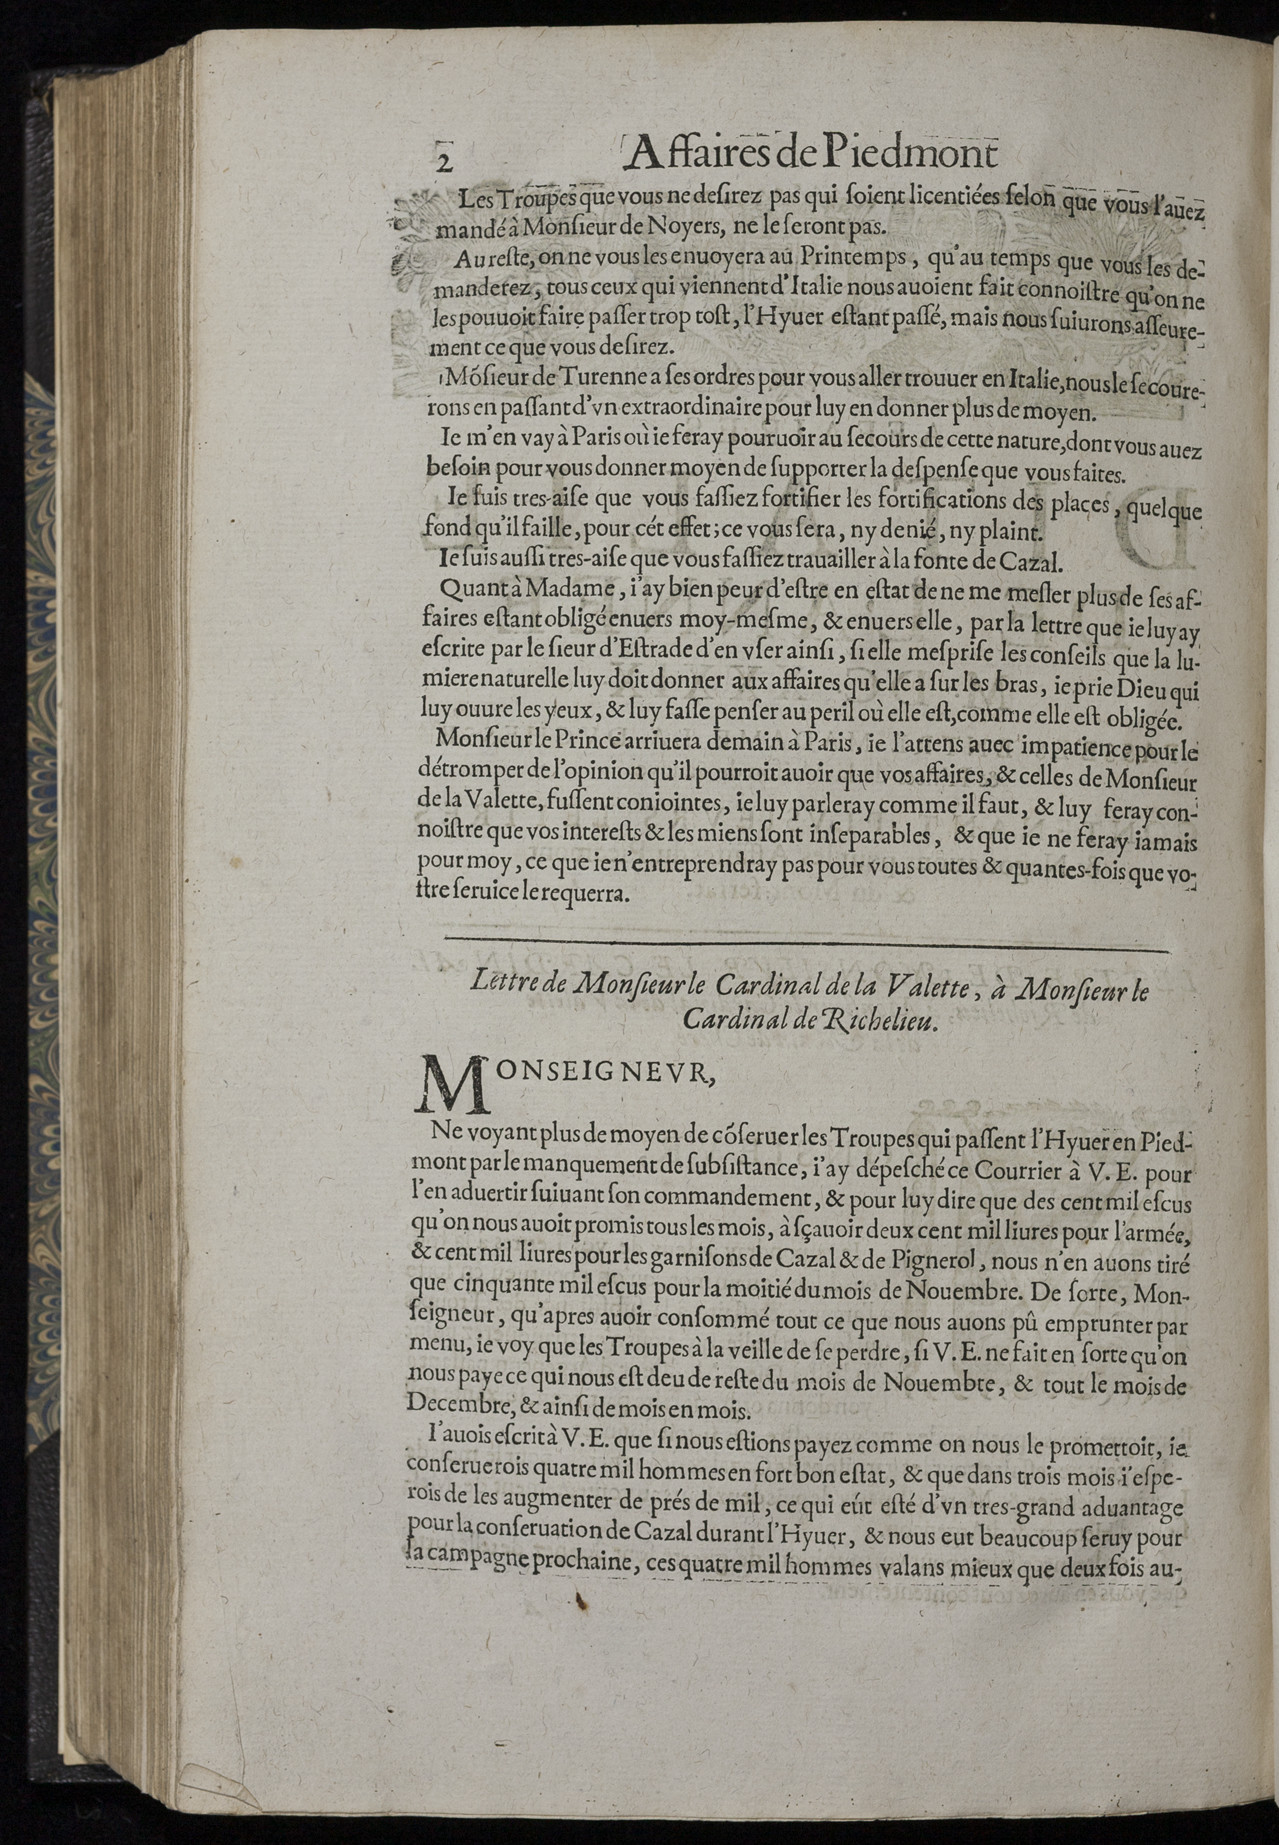 2 Affaires de Piedmont
Les Troupes que vous ne desirez pas qui soient licentiées selon que vous l'auez
mandé à Monsieur de Noyers, ne le seront pas.
Au reste, on ne vous les enuoyera au Printemps, qu'au temps que vous les de-
manderez, tous ceux qui viennent d'Italie nous auoient fait connoistre qu'on ne
les pouuoit faire passer trop tost, l'Hyuer estant passé, mais nous suiurons asseure-
ment ce que vous desirez.
Mõsieur de Turenne a ses ordres pour vous aller trouuer en Italie, nous le secoure-
rons en passant d'vn extraordinaire pour luy en donner plus de moyen.
Ie m'en vay à Paris où ie feray pouruoir au secours de cette nature, dont vous auez
besoin pour vous donner moyen de supporter la despense que vous faites.
Ie suis tres-aise que vous fassiez fortifier les fortifications des places, quelque
fond qu'il faille, pour cét effet; ce vous sera, ny denié, ny plaint.
Ie suis aussi tres-aise que vous fassiez trauailler à la fonte de Cazal.
Quant à Madame, i'ay bien peur d'estre en estat de ne me mesler plus de ses af-
faires estant obligé enuers moy-mesme, & enuers elle, par la lettre que ie luy ay
escrite par le sieur d'Estrade d'en vser ainsi, si elle mesprise les conseils que la lu-
miere naturelle luy doit donner aux affaires qu'elle a sur les bras, ie prie Dieu qui
luy ouure les yeux, & luy fasse penser au peril où elle est, comme elle est obligée.
Monsieur le Prince arriuera demain à Paris, ie l'attens auec impatience pour le
détromper de l'opinion qu'il pourroit auoir que vos affaires, & celles de Monsieur
de la Valette, fussent coniointes, ie luy parleray comme il faut, & luy feray con-
noistre que vos interests & les miens sont inseparables, & que ie ne feray iamais
pour moy, ce que ie n'entreprendray pas pour vous toutes & quantes-fois que vo-
stre seruice le requerra.
Lettre de Monsieur le Cardinal de la Valette, à Monsieur le
Cardinal de Richelieu.
MONSEIGNEVR,
Ne voyant plus de moyen de cõseruer les Troupes qui passent l'Hyuer en Pied-
mont par le manquement de subsistance, i'ay dépesché ce Courrier à V. E. pour
l'en aduertir suiuant son commandement, & pour luy dire que des cent mil escus
qu'on nous auoit promis tous les mois, à sçauoir deux cent mil liures pour l'armée,
& cent mil liures pour les garnisons de Cazal & de Pignerol, nous n'en auons tiré
que cinquante mil escus pour la moitié du mois de Nouembre. De sorte, Mon-
seigneur, qu'apres auoir consommé tout ce que nous auons pû emprunter par
menu, ie voy que les Troupes à la veille de se perdre, si V. E. ne fait en sorte qu'on
nous paye ce qui nous est deu de reste du mois de Nouembre, & tout le mois de
Decembre, & ainsi de mois en mois.
I'auois escrit à V. E. que si nous estions payez comme on nous le promettoit, ie
conseruerois quatre mil hommes en fort bon estat, & que dans trois mois i'espe-
rois de les augmenter de prés de mil, ce qui eût esté d'vn tres-grand aduantage
pour la conseruation de Cazal durant l'Hyuer, & nous eut beaucoup seruy pour
la campagne prochaine, ces quatre mil hommes valans mieux que deux fois au-